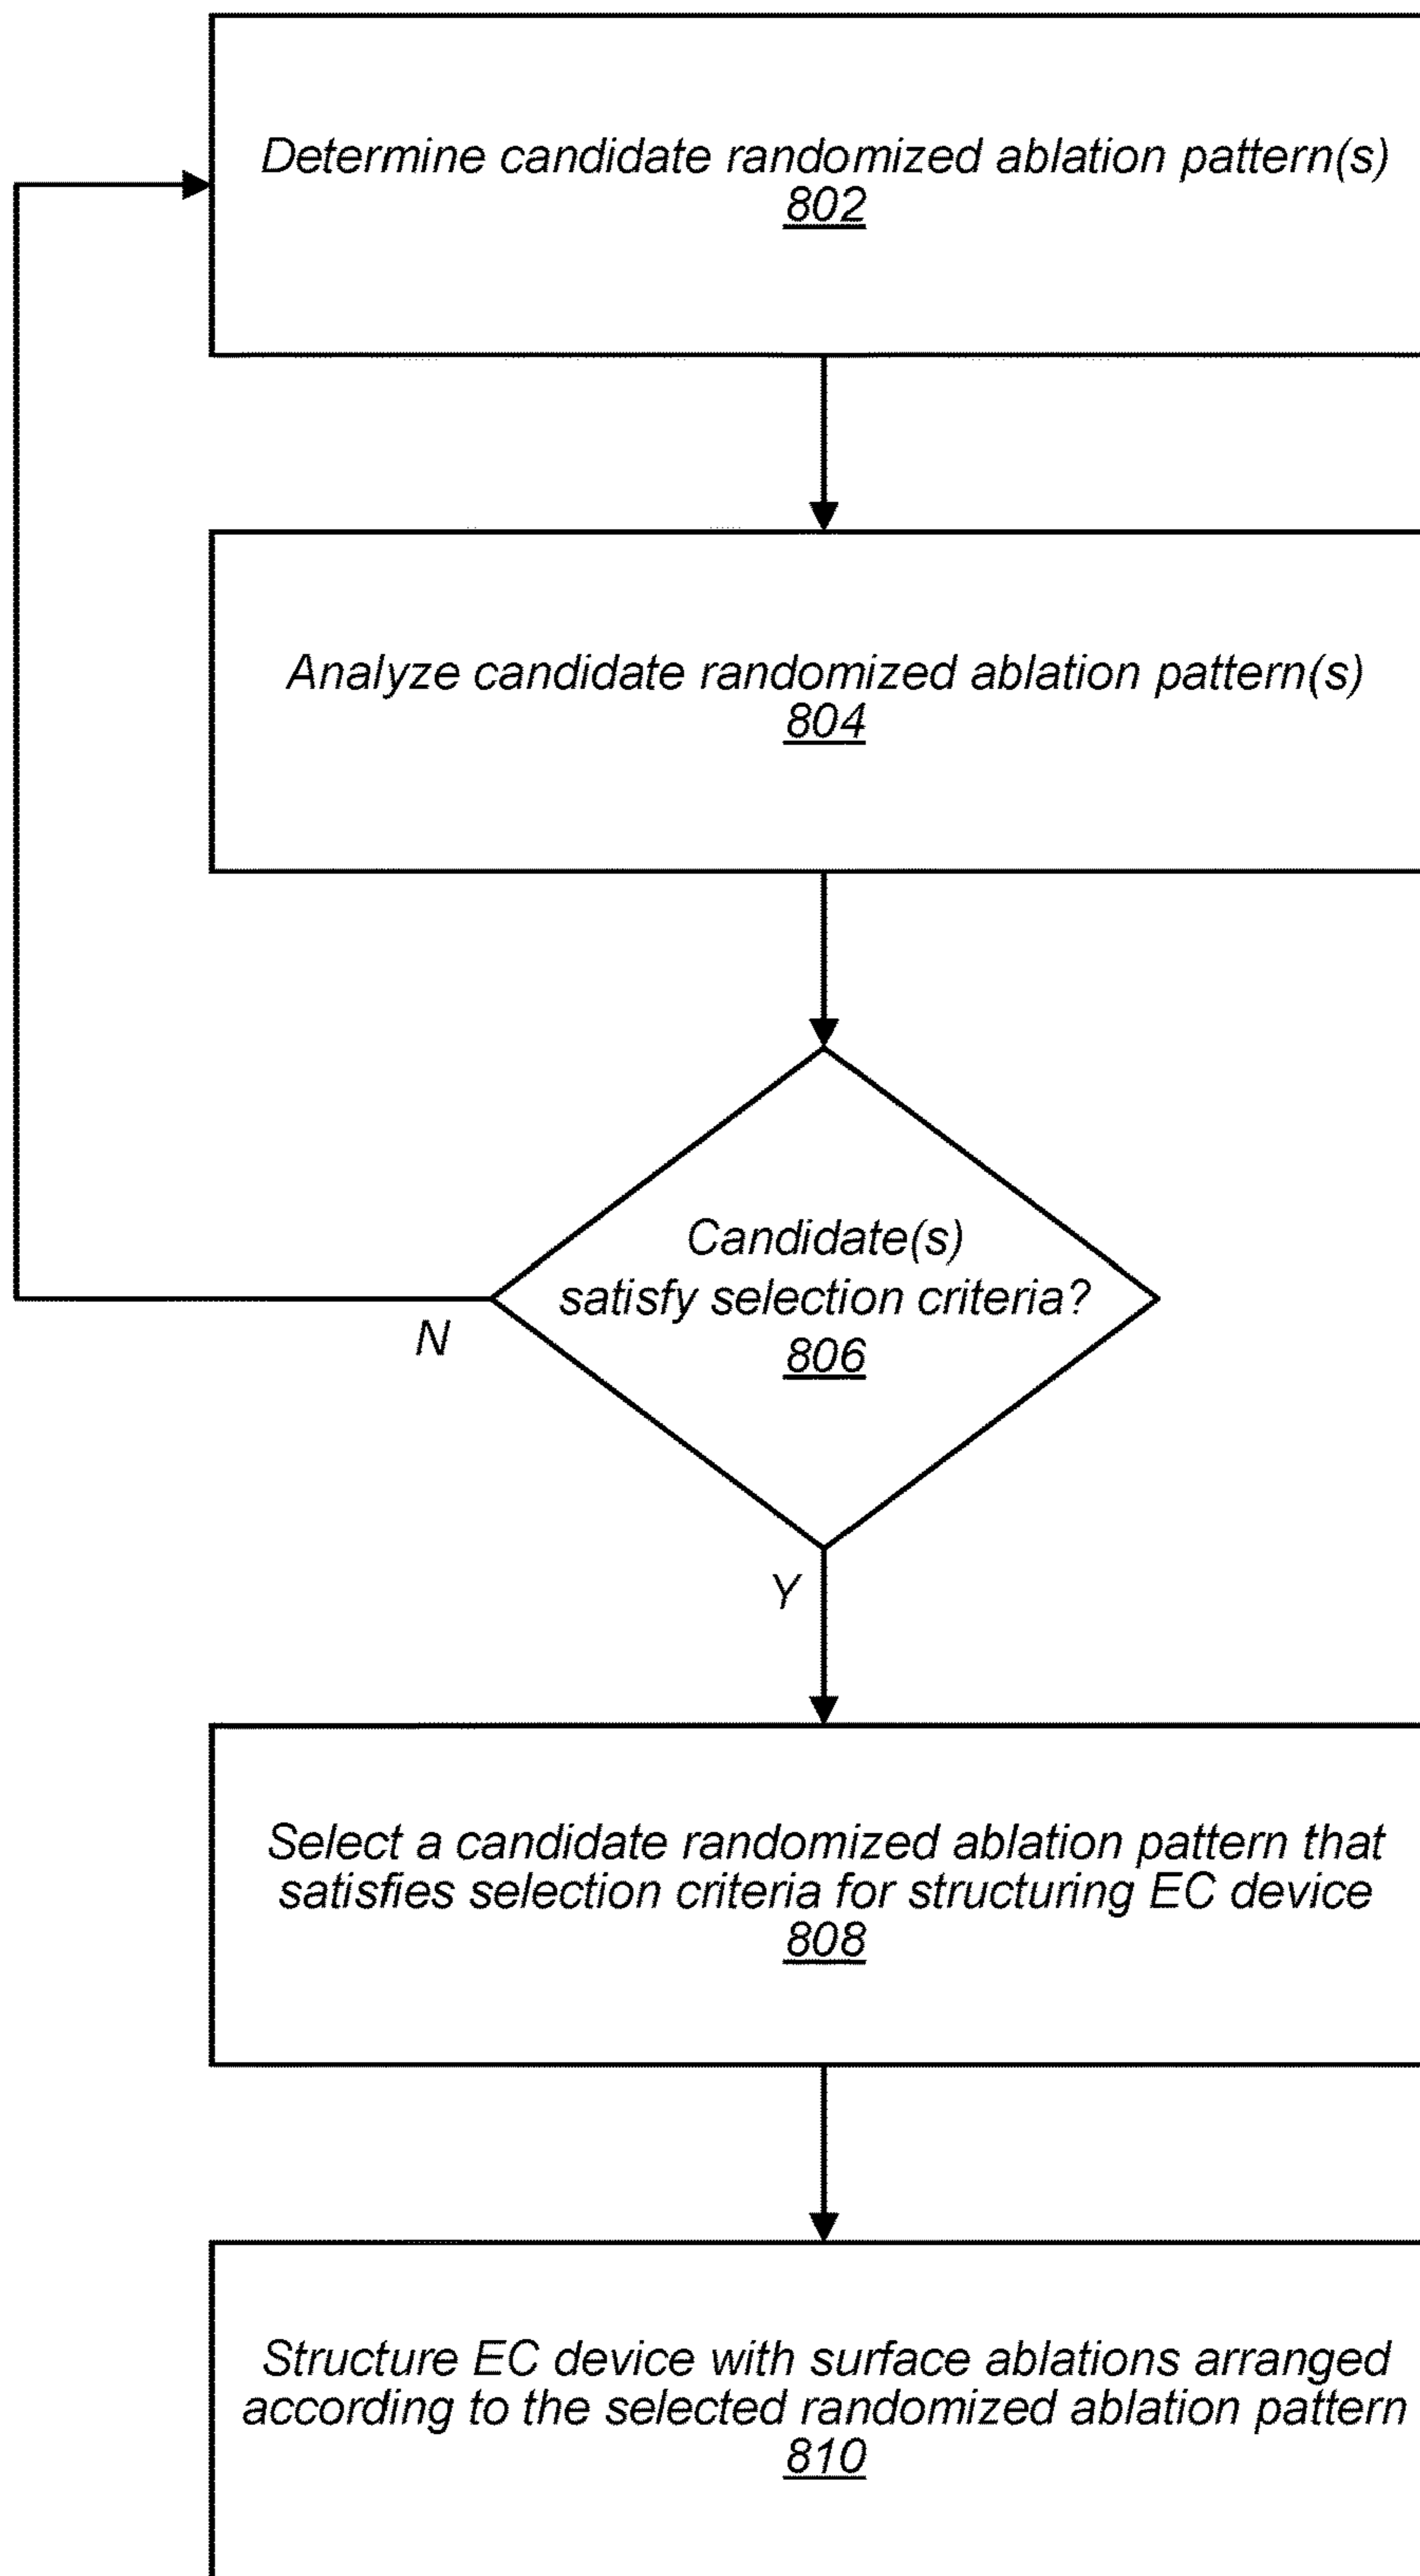 Determine candidate randomized ablation pattern(s)
802
Analyze candidate randomized ablation pattern(s)
804
Candidate(s)
satisfy selection criteria?
806
N
Y
Select a candidate randomized ablation pattern that
satisfies selection criteria for structuring EC device
808
Structure EC device with surface ablations arranged
according to the selected randomized ablation pattern
810